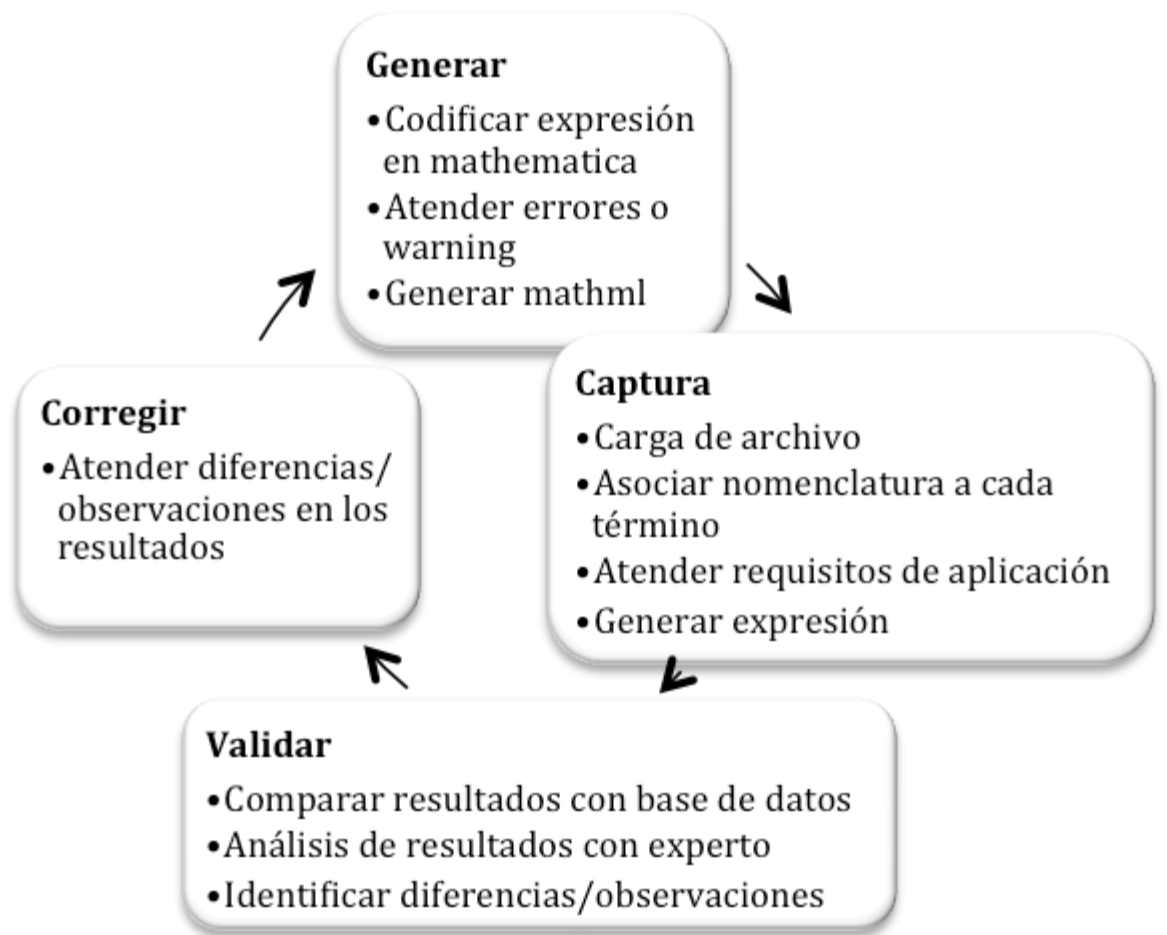 Generar
•Codificar expresión
en mathematica
•Atender errores o
warning
•Generar mathml
Captura
•Carga de archivo
•Asociar nomenclatura a cada
término
•Atender requisitos de aplicación
•Generar expresión
Validar
•Comparar resultados con base de datos
•Análisis de resultados con experto
•Identificar diferencias/observaciones
Corregir
•Atender diferencias/
observaciones en los
resultados